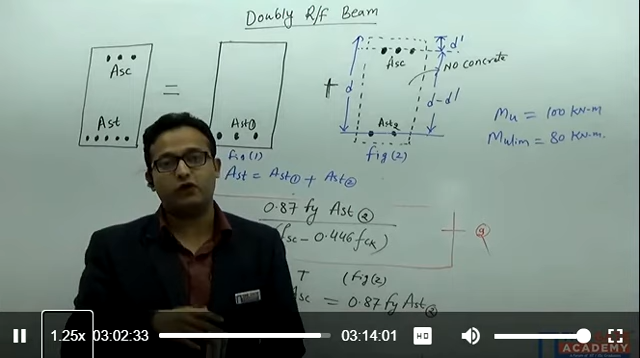 Doubly R/f Beam
Asc
Ast
=
Ast①
fig(1)
+
Asc
Ast②
d
d'
d-d'
NO concrete
fig(2)
Mu = 100 KN-m
Mulim = 80 KN.m.
Ast = Ast① + Ast②
0.87 fy Ast②
fsc - 0.446 fck)
T (fig(2)
Asc = 0.87 fy Ast②
1.25x 03:02:33 03:14:01 HD
ACADEMY